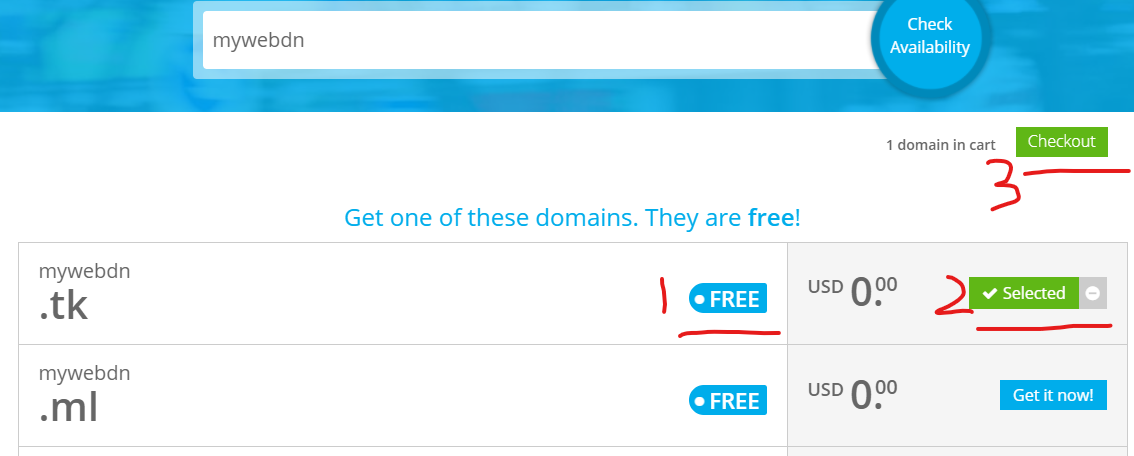 mywebdn
Check
Availability
1 domain in cart
Checkout
3
Get one of these domains. They are free!
mywebdn
.tk
1
FREE
USD 0.00
2
Selected
mywebdn
.ml
FREE
USD 0.00
Get it now!